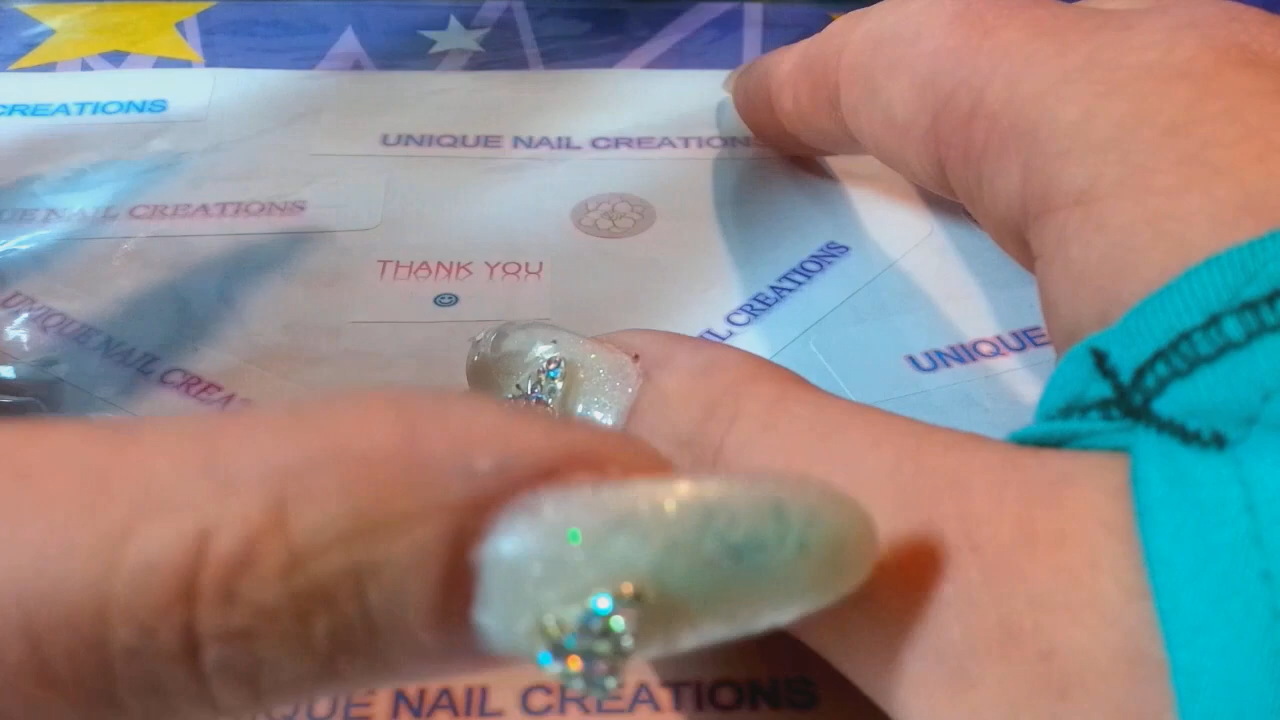 CREATIONS
UNIQUE NAIL CREATIONS
UE NAIL CREATIONS
THANK YOU
IL CREATIONS
UNIQUE NAIL CREA
UNIQUE
QUE NAIL CREATIONS